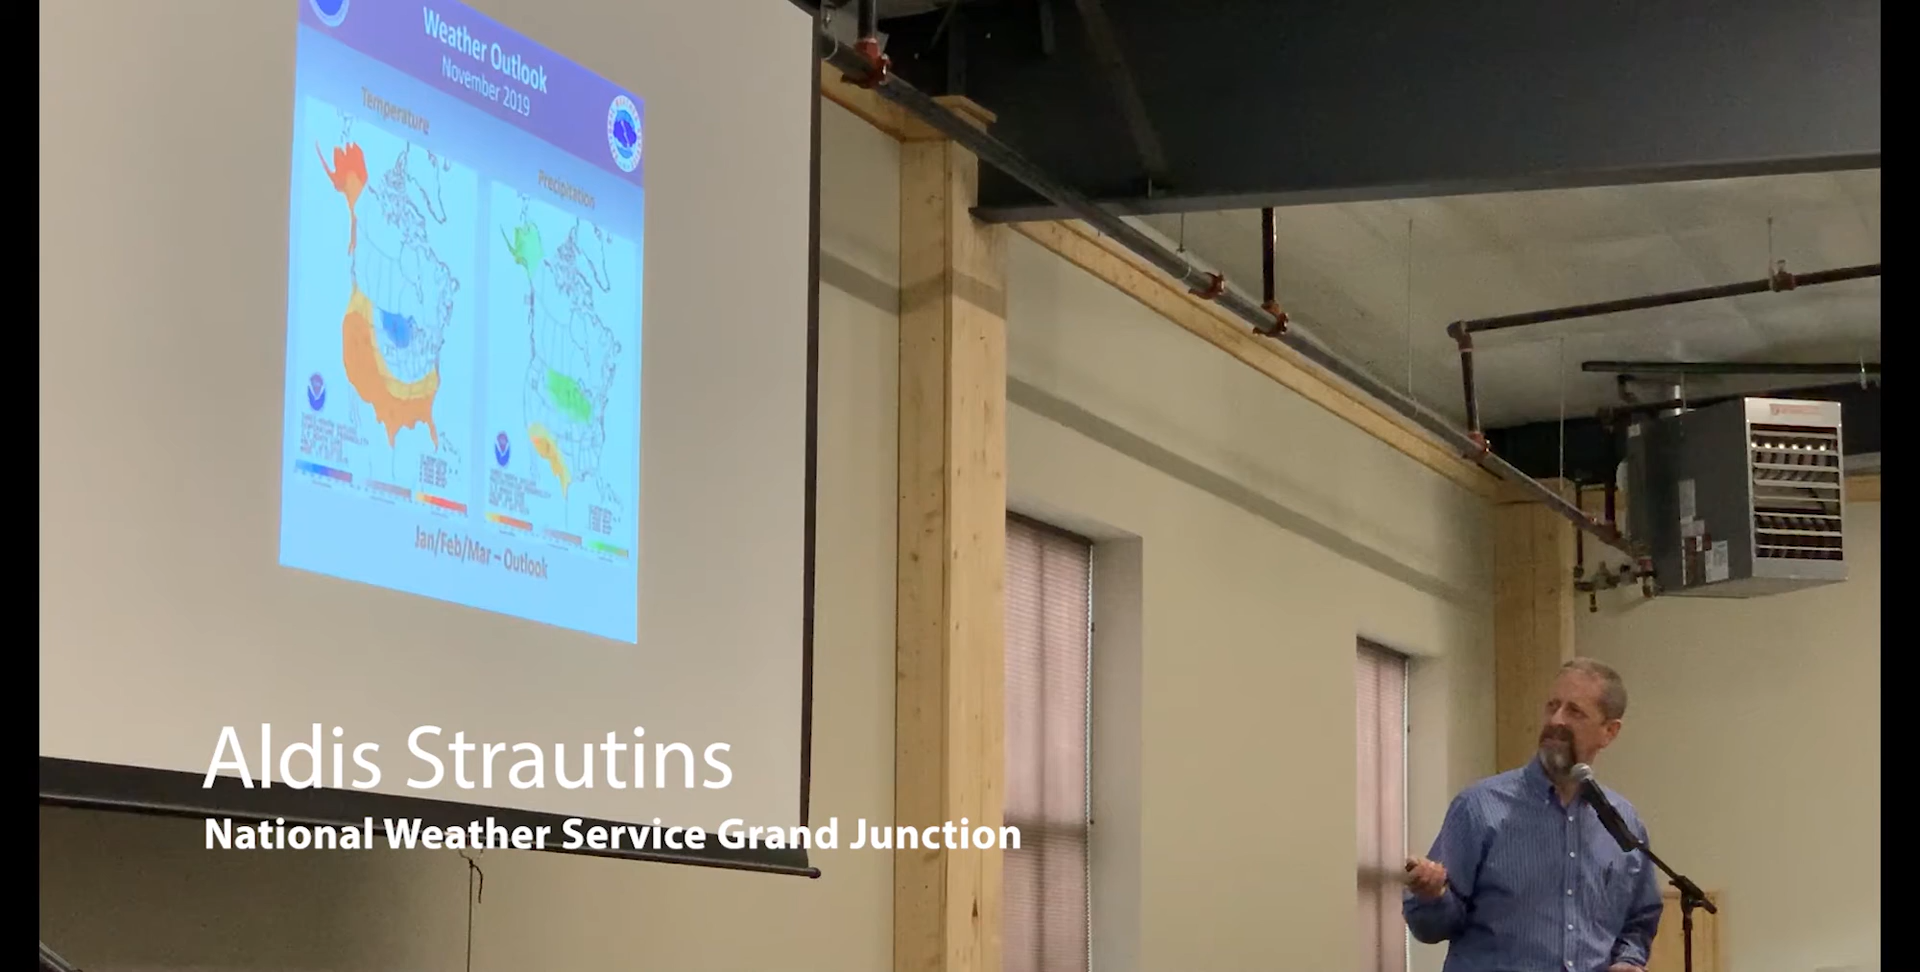 Weather Outlook
November 2019
Temperature
Precipitation
Jan/Feb/Mar – Outlook
Aldis Strautins
National Weather Service Grand Junction